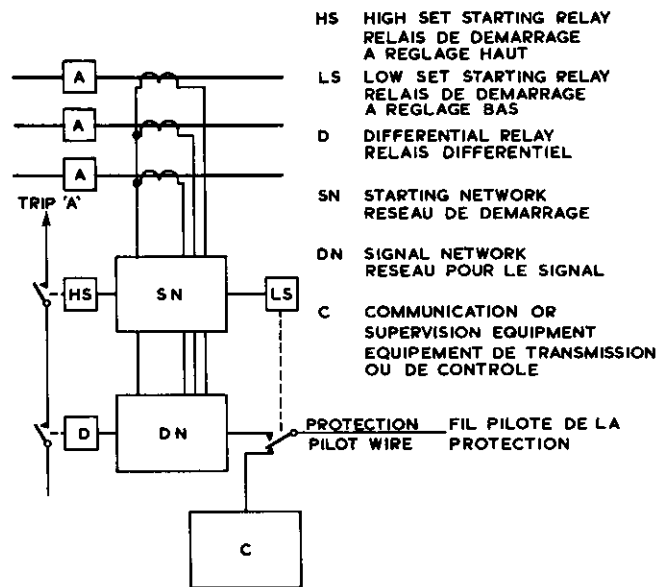 HS HIGH SET STARTING RELAY
RELAIS DE DEMARRAGE
A REGLAGE HAUT
LS LOW SET STARTING RELAY
RELAIS DE DEMARRAGE
A REGLAGE BAS
D DIFFERENTIAL RELAY
RELAIS DIFFERENTIEL
SN STARTING NETWORK
RESEAU DE DEMARRAGE
DN SIGNAL NETWORK
RESEAU POUR LE SIGNAL
C COMMUNICATION OR
SUPERVISION EQUIPMENT
EQUIPEMENT DE TRANSMISSION
OU DE CONTROLE
A
A
A
TRIP 'A'
HS
SN
LS
D
DN
PROTECTION
PILOT WIRE
FIL PILOTE DE LA
PROTECTION
C